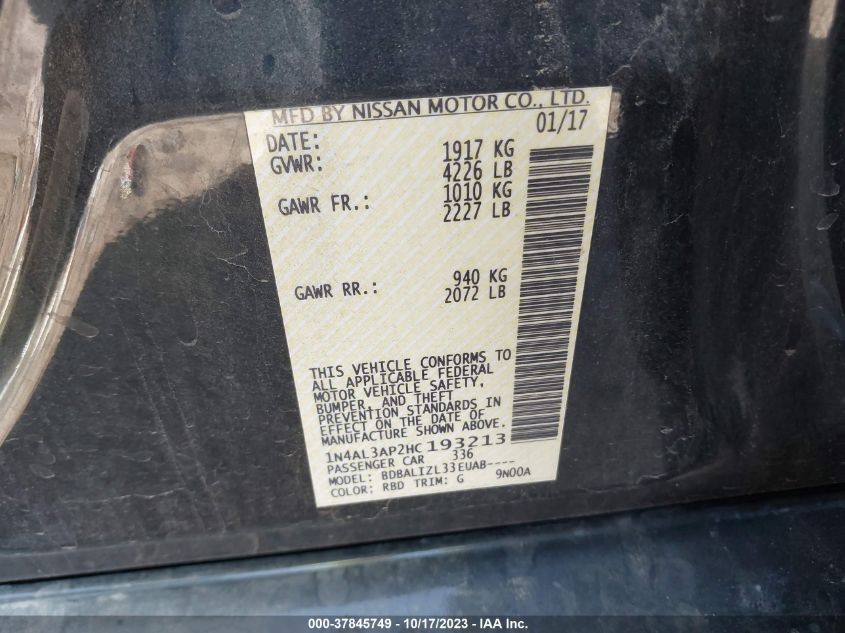 MFD BY NISSAN MOTOR CO., LTD.
DATE: 01/17
GVWR: 1917 KG
4226 LB
GAWR FR.: 1010 KG
2227 LB
GAWR RR.: 940 KG
2072 LB
THIS VEHICLE CONFORMS TO
ALL APPLICABLE FEDERAL
MOTOR VEHICLE SAFETY,
BUMPER, AND THEFT
PREVENTION STANDARDS IN
EFFECT ON THE DATE OF
MANUFACTURE SHOWN ABOVE.
1N4AL3AP2HC193213
PASSENGER CAR 336
MODEL: BDBALIZL33EUAB----
COLOR: RBD TRIM: G 9N00A
000-37845749 - 10/17/2023 - IAA Inc.